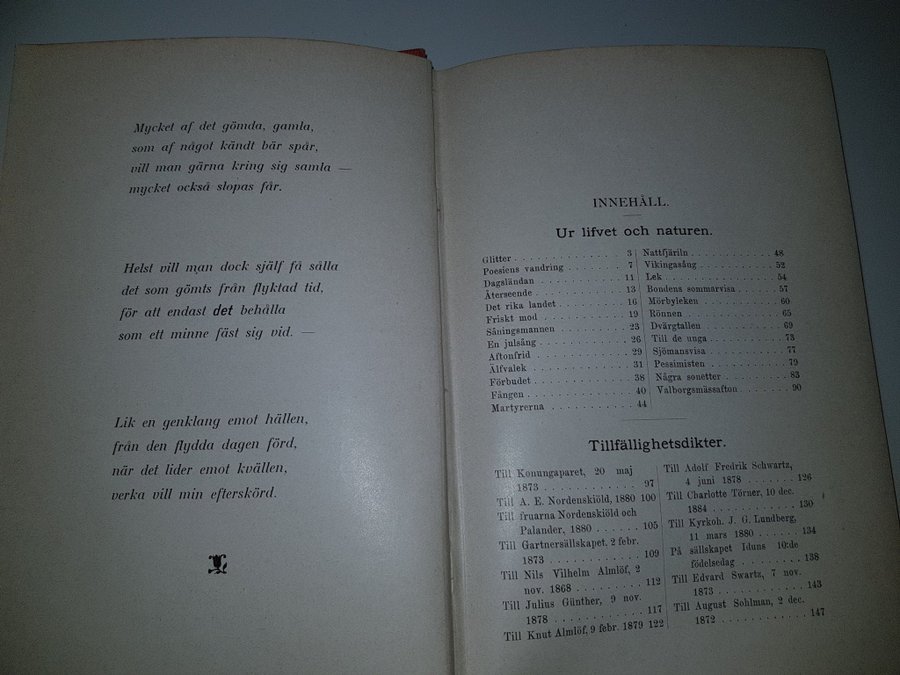 Mycket af det gömda, gamla,
som af något kändt bär spår,
vill man gärna kring sig samla —
mycket också slopas får.
Helst vill man dock själf få sålla
det som gömts från flyktad tid,
för att endast det behålla
som ett minne fäst sig vid. —
Lik en genklang emot hällen,
från den flydda dagen förd,
när det lider emot kvällen,
verka vill min efterskörd.
INNEHÅLL.
Ur lifvet och naturen.
Glitter . . . . . . . . . . . . 3
Poesiens vandring . . . . . . . 7
Dagsländan . . . . . . . . . . 11
Återseende . . . . . . . . . . 13
Det rika landet . . . . . . . . 16
Friskt mod . . . . . . . . . . 19
Såningsmannen . . . . . . . . 23
En julsång . . . . . . . . . . 26
Aftonfrid . . . . . . . . . . . 29
Älfvalek . . . . . . . . . . . 31
Förbudet . . . . . . . . . . . 38
Fången . . . . . . . . . . . . 40
Martyrerna . . . . . . . . . . 44
Nattfjäriln . . . . . . . . . . 48
Vikingasång . . . . . . . . . . 52
Lek . . . . . . . . . . . . . . 54
Bondens sommarvisa . . . . . . 57
Mörbyleken . . . . . . . . . . 60
Rönnen . . . . . . . . . . . . 65
Dvärgtallen . . . . . . . . . . 69
Till de unga . . . . . . . . . 73
Sjömansvisa . . . . . . . . . . 77
Pessimisten . . . . . . . . . . 79
Några sonetter . . . . . . . . 83
Valborgsmässafton . . . . . . . 90
Tillfällighetsdikter.
Till Konungaparet, 20 maj
1873 . . . . . . . . . . . 97
Till A. E. Nordenskiöld, 1880 100
Till fruarna Nordenskiöld och
Palander, 1880 . . . . . . 105
Till Gartnersällskapet, 2 febr.
1873 . . . . . . . . . . . 109
Till Nils Vilhelm Almlöf, 2
nov. 1868 . . . . . . . . 112
Till Julius Günther, 9 nov.
1878 . . . . . . . . . . . 117
Till Knut Almlöf, 9 febr. 1879 122
Till Adolf Fredrik Schwartz,
4 juni 1878 . . . . . . . 126
Till Charlotte Törner, 10 dec.
1884 . . . . . . . . . . . 130
Till Kyrkoh. J. G. Lundberg,
11 mars 1880 . . . . . . . 134
På sällskapet Iduns 10:de
födelsedag . . . . . . . . 138
Till Edvard Swartz, 7 nov.
1873 . . . . . . . . . . . 143
Till August Sohlman, 2 dec.
1872 . . . . . . . . . . . 147